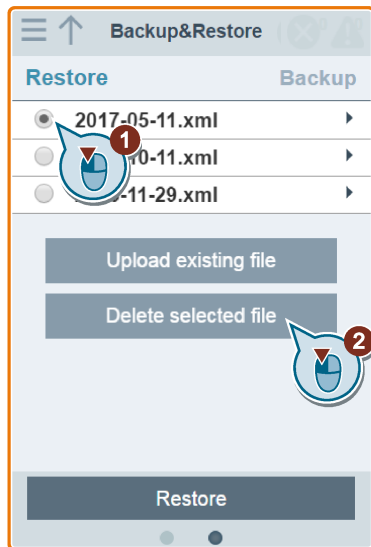 Backup&Restore
Restore Backup
2017-05-11.xml
1
10-11.xml
-11-29.xml
Upload existing file
Delete selected file
2
Restore